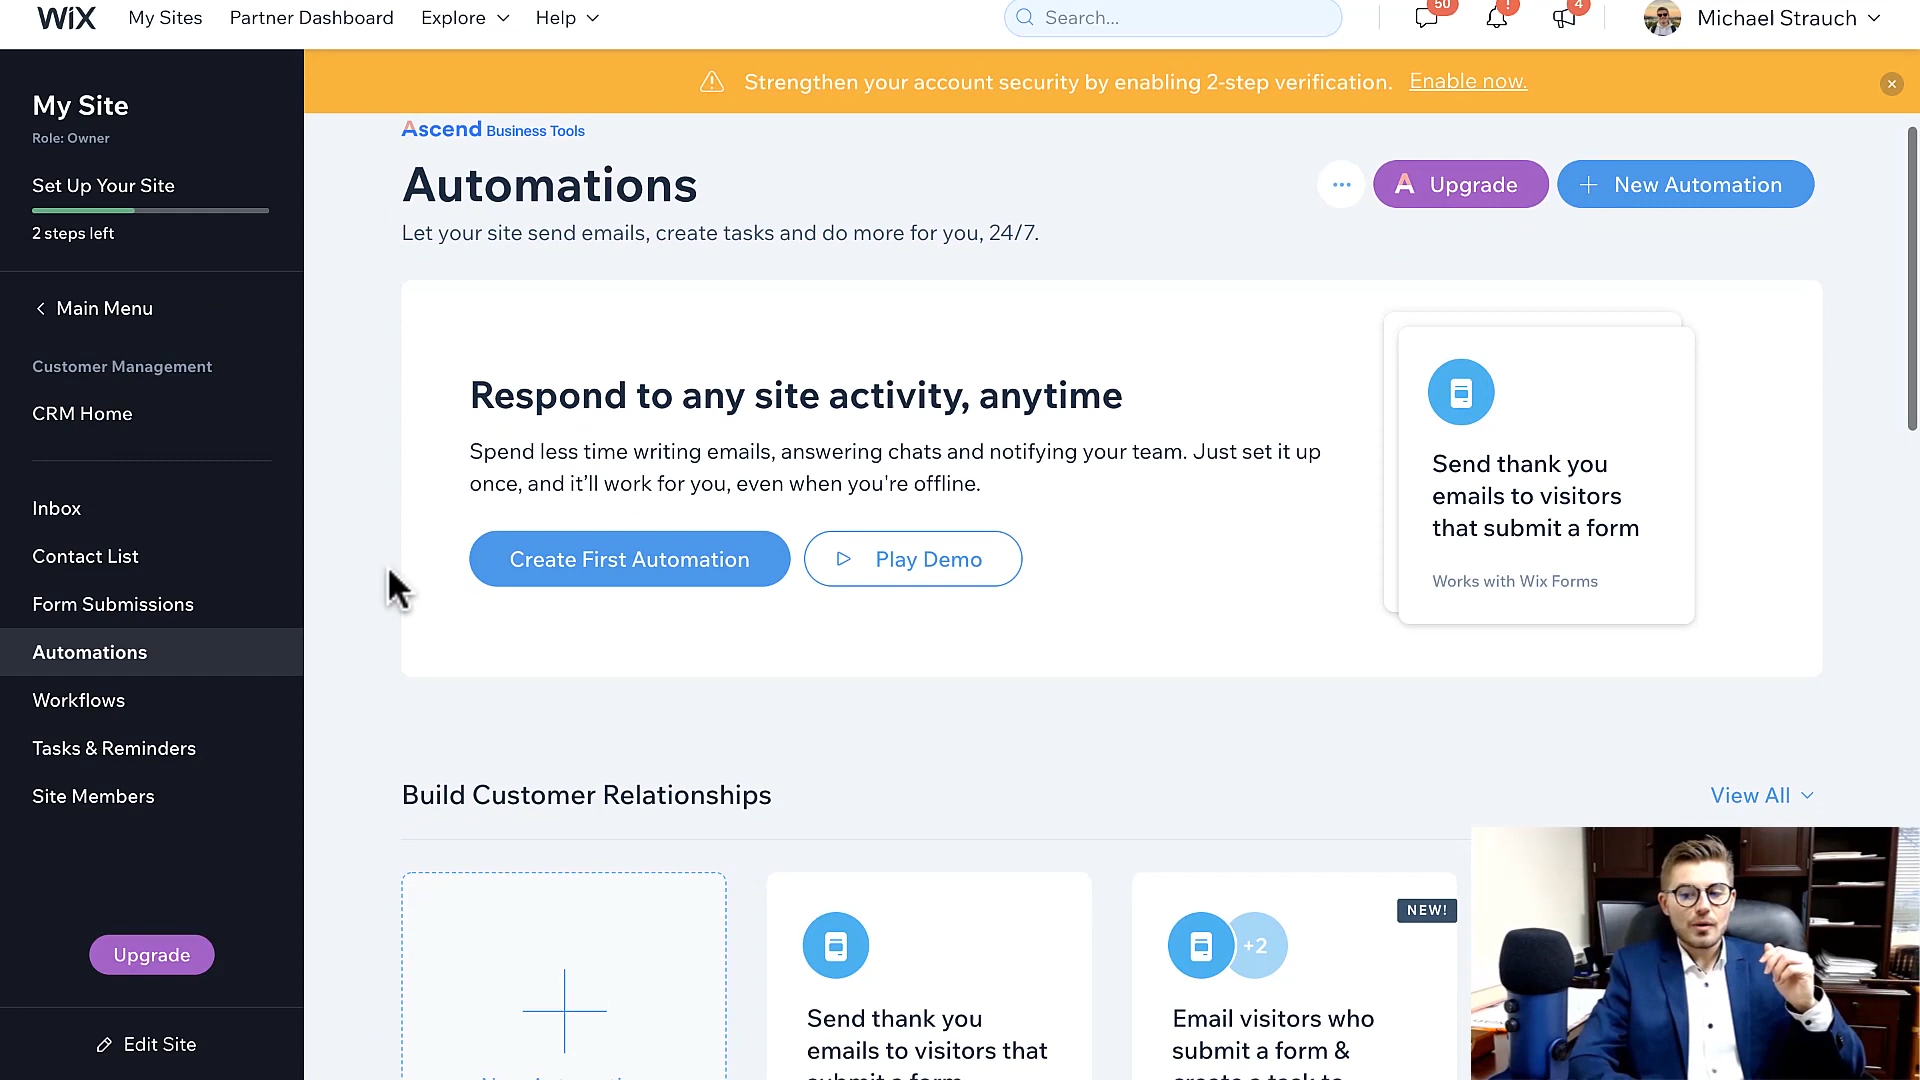 WiX My Sites Partner Dashboard Explore Help Search... 50 ! 4 Michael Strauch
Strengthen your account security by enabling 2-step verification. Enable now.
My Site
Role: Owner
Set Up Your Site
2 steps left
Main Menu
Customer Management
CRM Home
Inbox
Contact List
Form Submissions
Automations
Workflows
Tasks & Reminders
Site Members
Upgrade
Edit Site
Ascend Business Tools
Automations
Let your site send emails, create tasks and do more for you, 24/7.
... Upgrade
+ New Automation
Respond to any site activity, anytime
Spend less time writing emails, answering chats and notifying your team. Just set it up
once, and it'll work for you, even when you're offline.
Create First Automation
Play Demo
Send thank you
emails to visitors
that submit a form
Works with Wix Forms
Build Customer Relationships
View All
Send thank you
emails to visitors that
submit a form
+2
NEW!
Email visitors who
submit a form &
create a task to